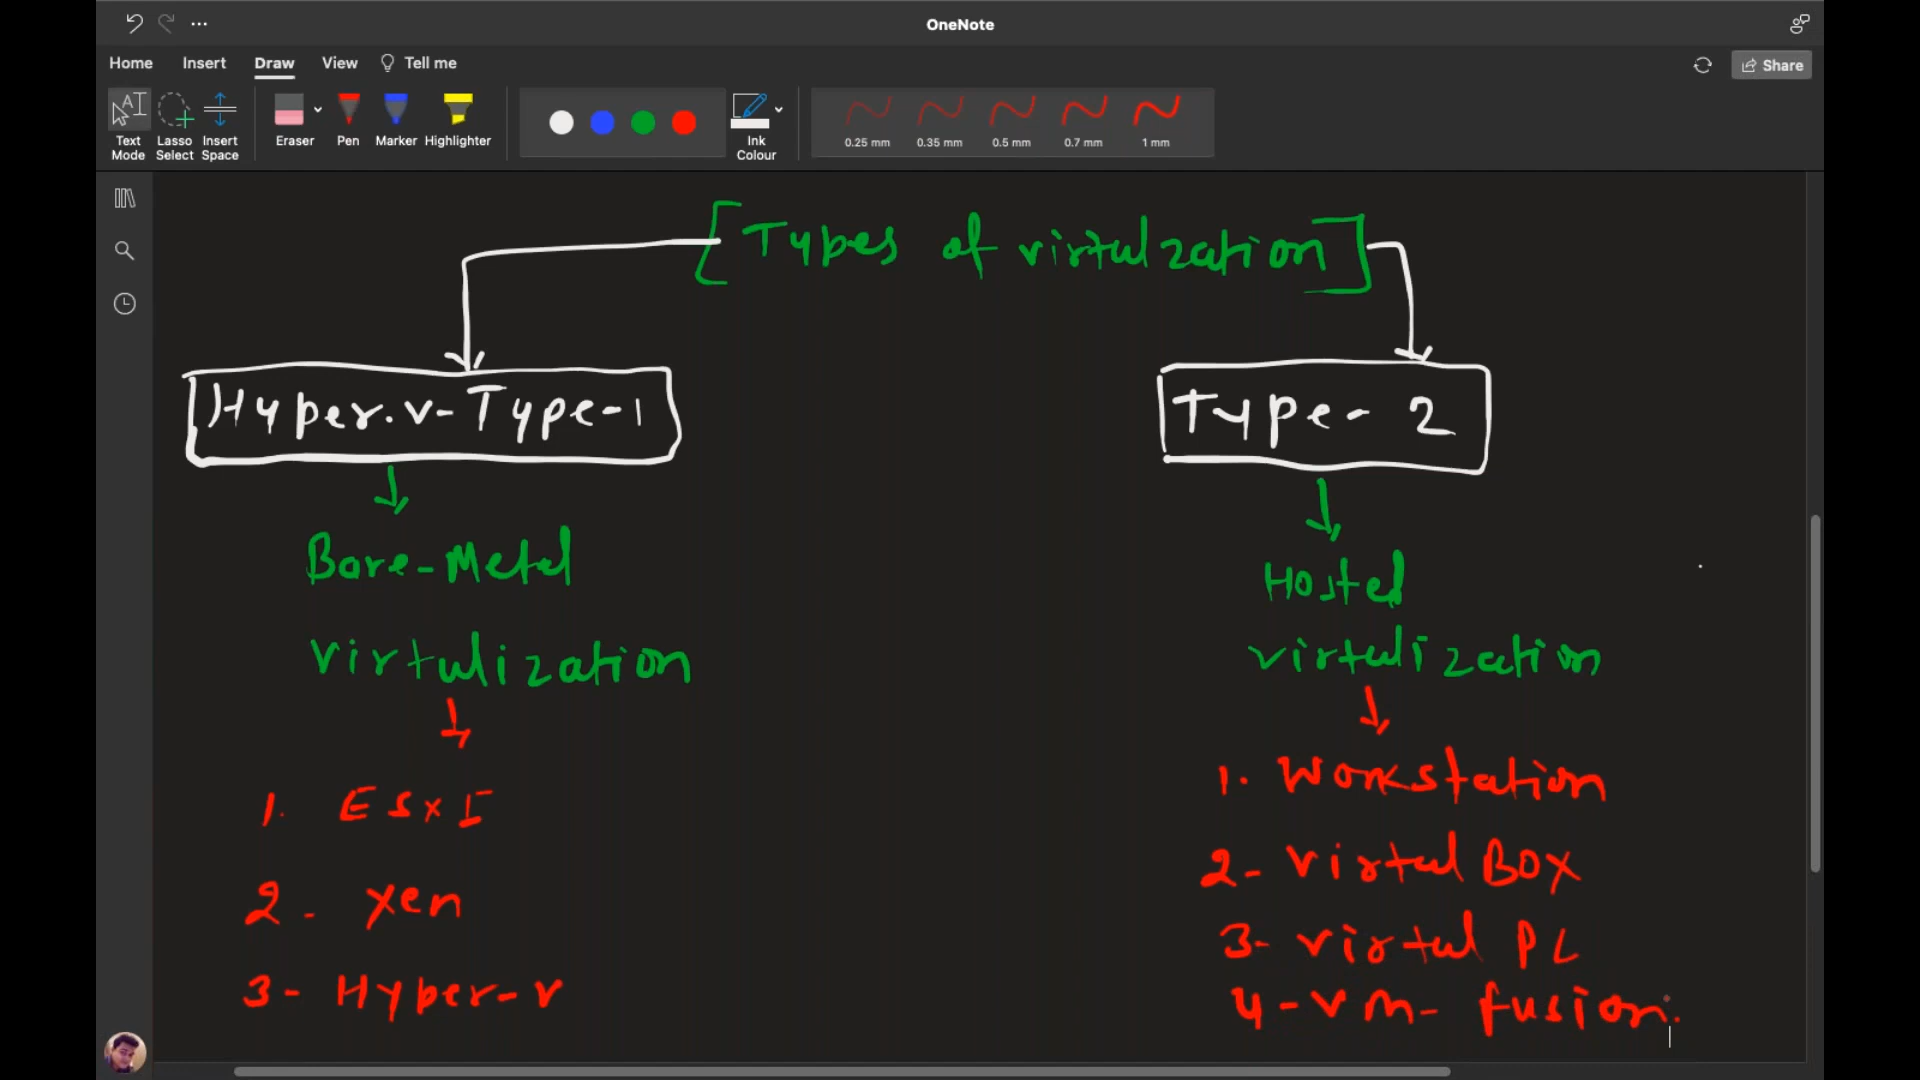 OneNote
Home Insert Draw View Tell me
Share
Text Mode
Lasso Select
Insert Space
Eraser
Pen
Marker
Highlighter
Ink Colour
0.25 mm
0.35 mm
0.5 mm
0.7 mm
1 mm
[Types of virtulzation]
Hyper.v-Type-1
Type-2
Bare-Metal
virtulization
Hosted
virtulization
1. ESXI
2- Xen
3- Hyper-v
1. Workstation
2- virtul BOX
3- virtul PC
4- vm- fusion.